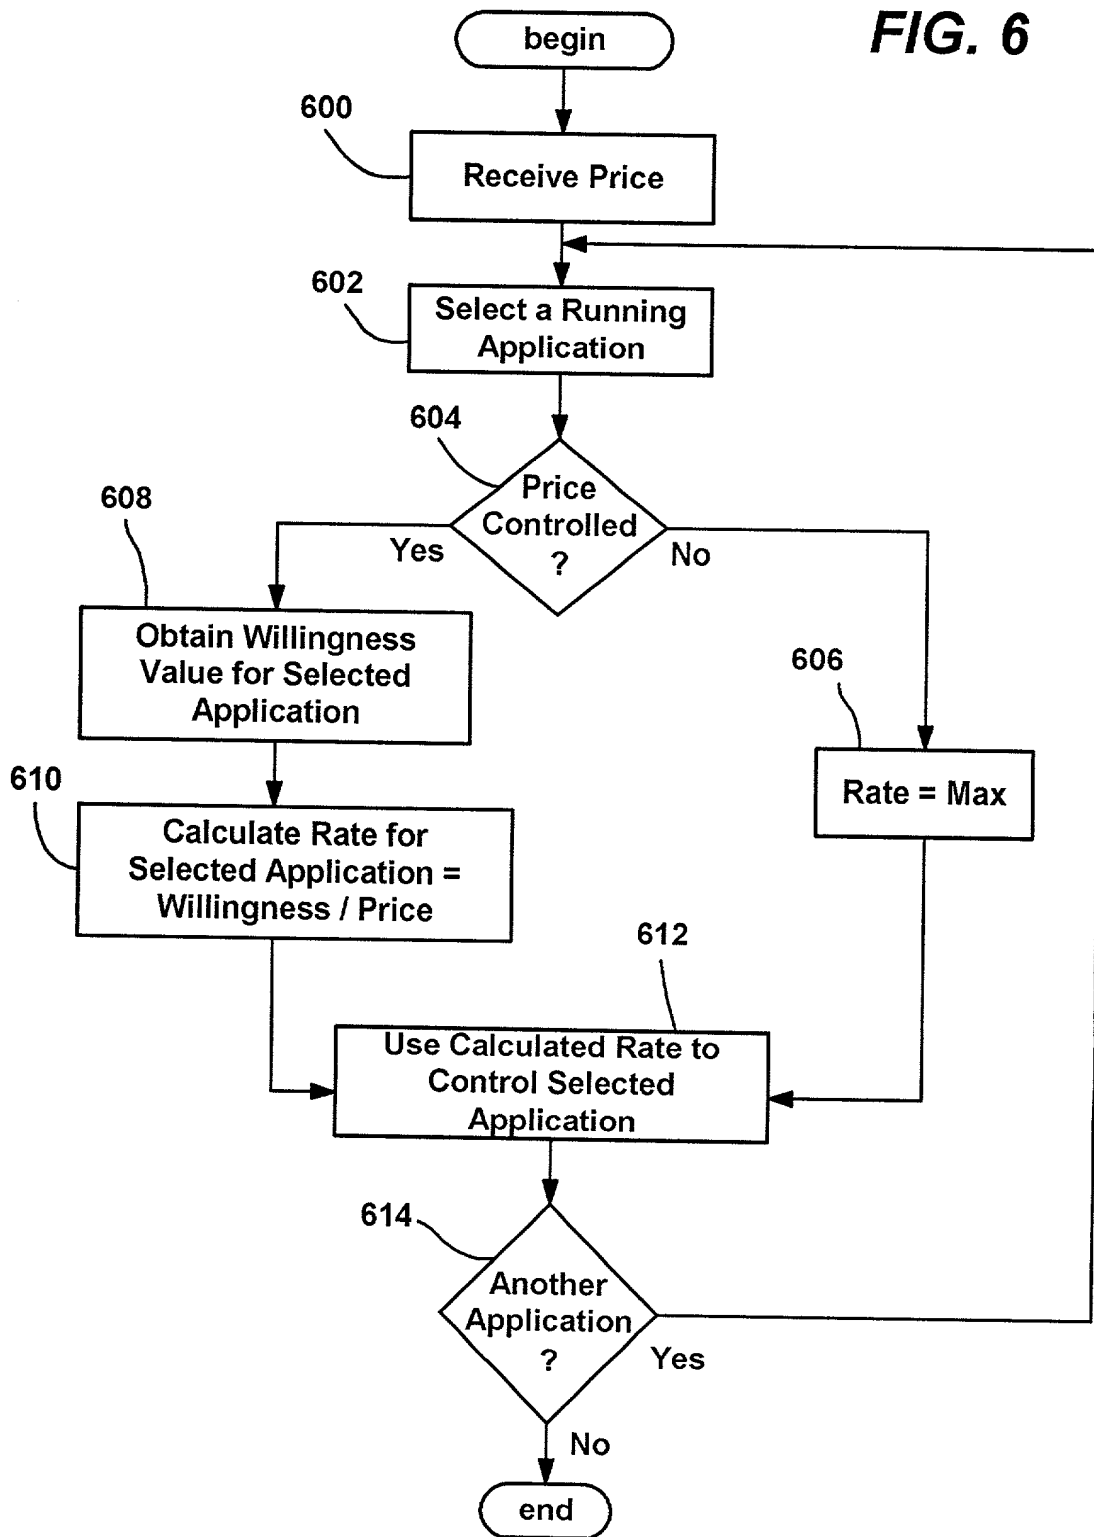 FIG. 6
begin
600
Receive Price
602
Select a Running
Application
604
Price
Controlled
?
Yes
No
608
Obtain Willingness
Value for Selected
Application
606
Rate = Max
610
Calculate Rate for
Selected Application =
Willingness / Price
612
Use Calculated Rate to
Control Selected
Application
614
Another
Application
?
Yes
No
end